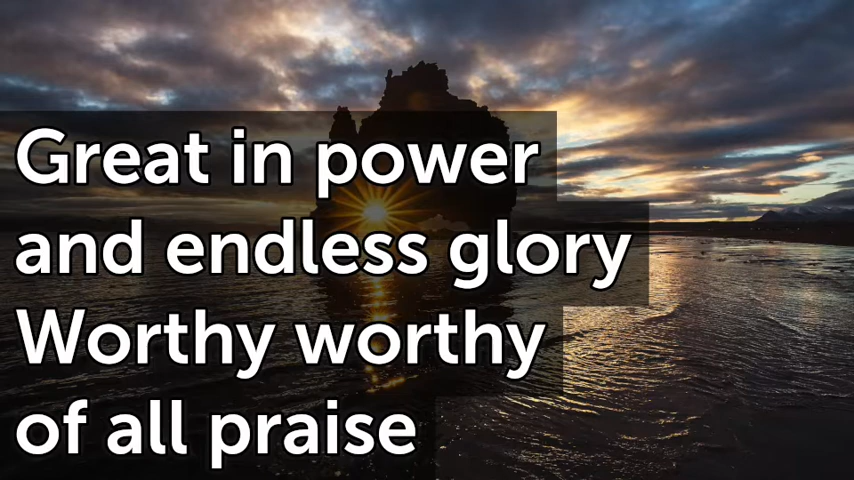 Great in power
and endless glory
Worthy worthy
of all praise